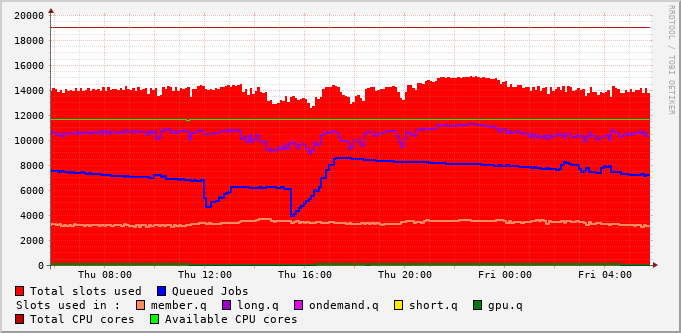 20000
18000
16000
14000
12000
10000
8000
6000
4000
2000
0
Thu 08:00 Thu 12:00 Thu 16:00 Thu 20:00 Fri 00:00 Fri 04:00
RRDTOOL / TOBI OETIKER
Total slots used Queued Jobs
Slots used in : member.q long.q ondemand.q short.q gpu.q
Total CPU cores Available CPU cores